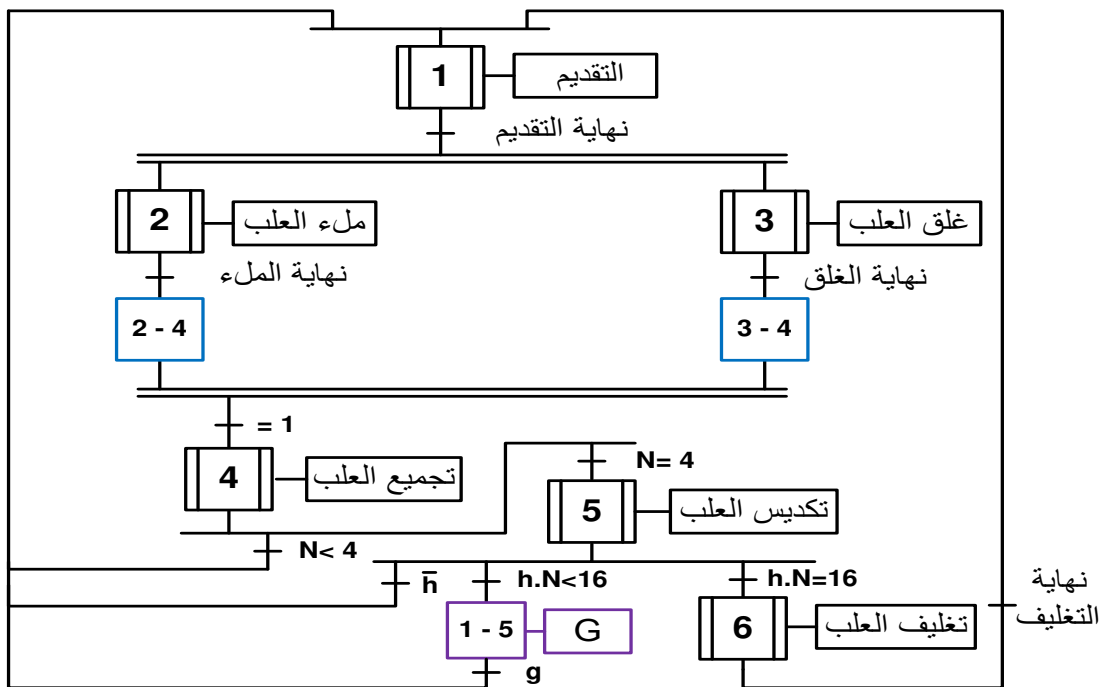 1
التقديم
نهاية التقديم
2
ملء العلب
3
غلق العلب
نهاية الملء
نهاية الغلق
2 - 4
3 - 4
= 1
4
تجميع العلب
N= 4
5
تكديس العلب
N< 4
h̅
h.N<16
h.N=16
نهاية
التغليف
1 - 5
G
6
تغليف العلب
g